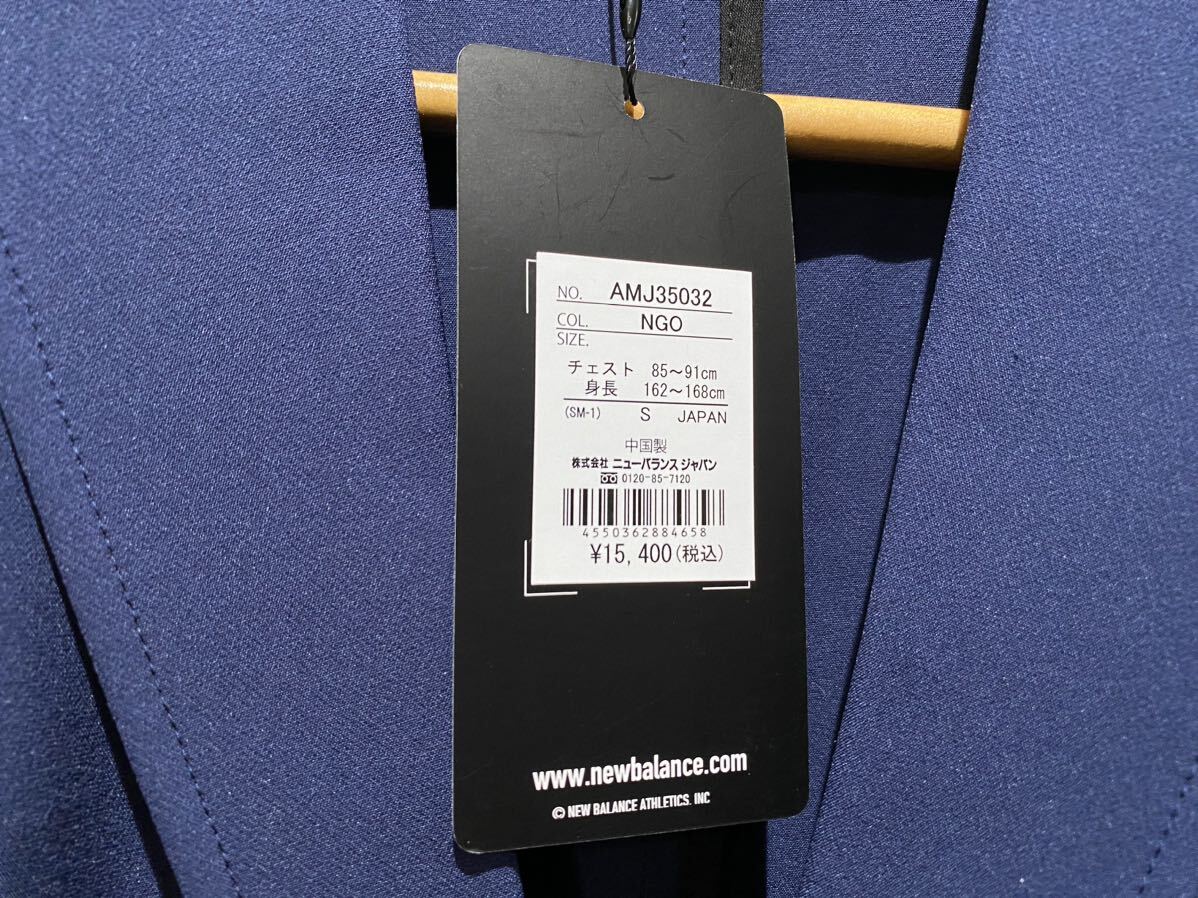 NO. AMJ35032
COL. NGO
SIZE.
チェスト 85～91cm
身長 162～168cm
(SM-1) S JAPAN
中国製
株式会社 ニューバランス ジャパン
0120-85-7120
4550362884658
¥15,400(税込)
www.newbalance.com
© NEW BALANCE ATHLETICS. INC